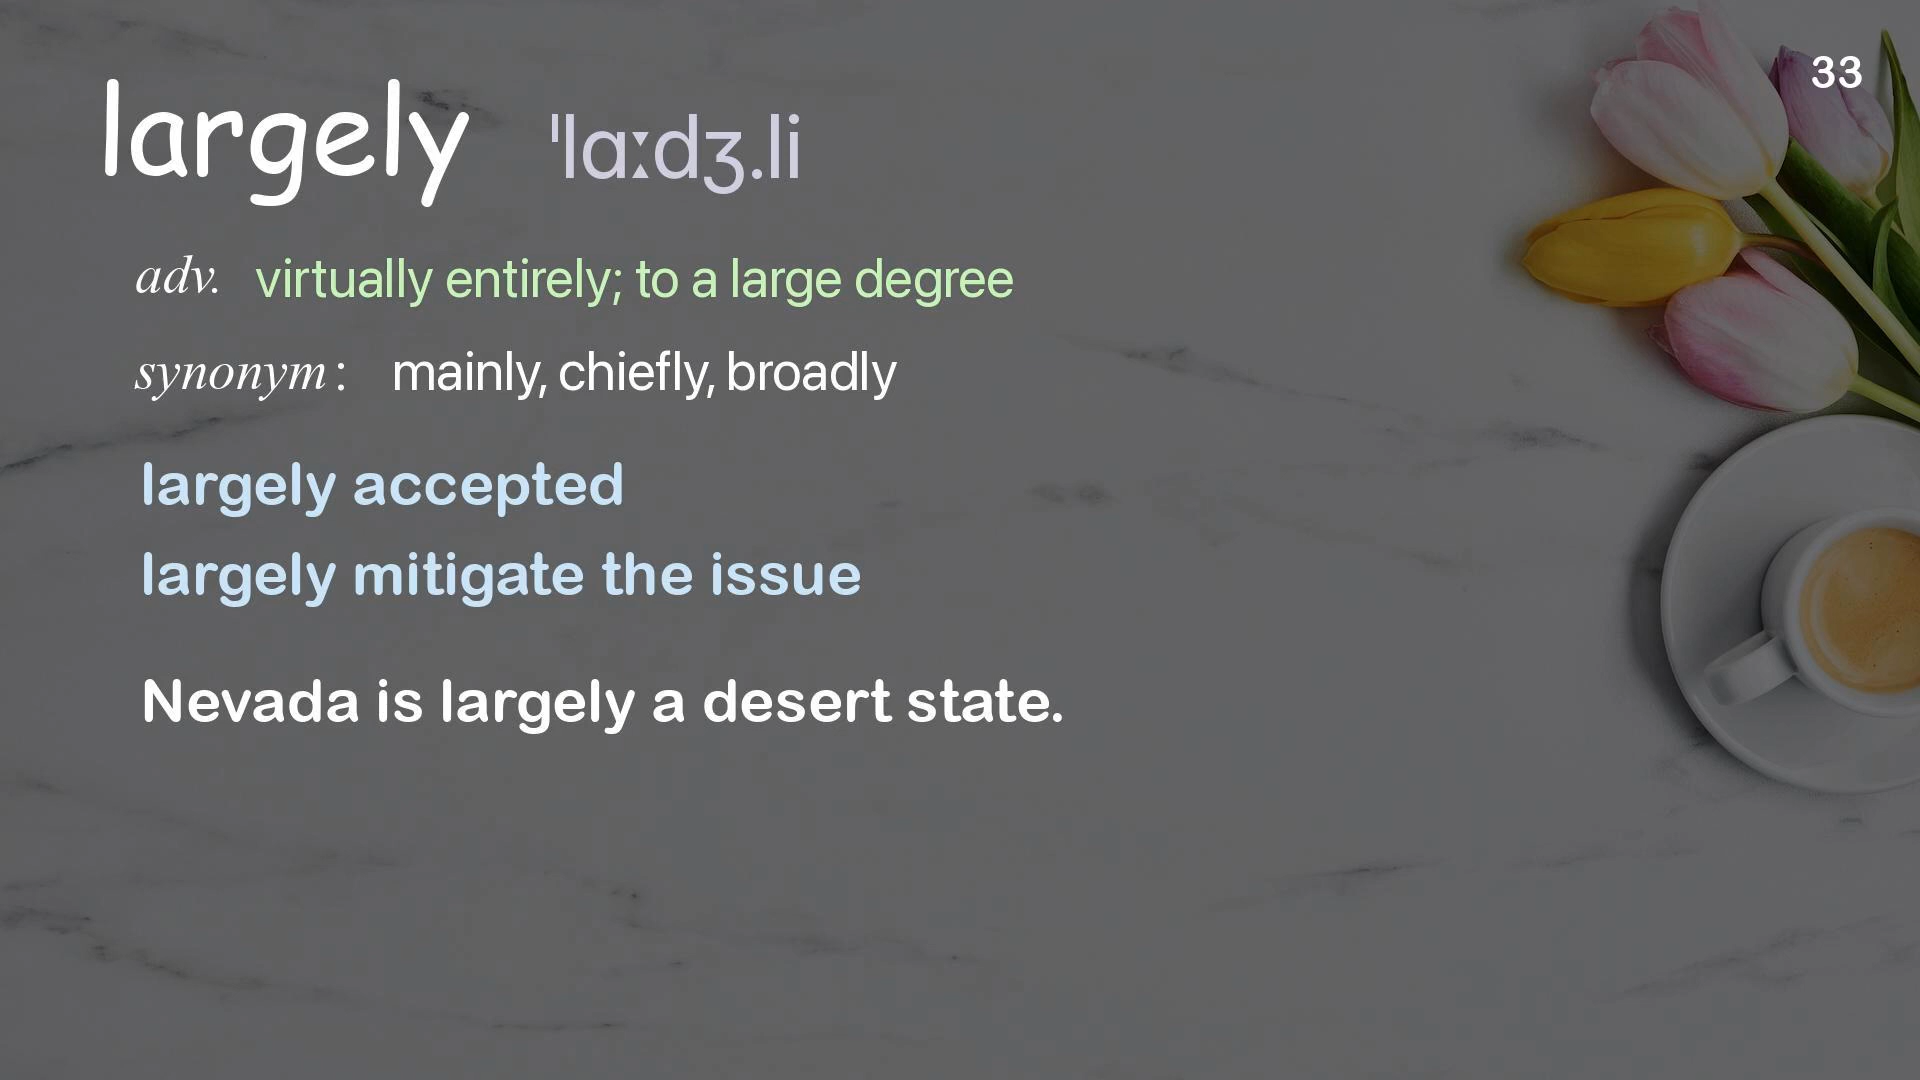 33
largely ˈlɑːdʒ.li
adv. virtually entirely; to a large degree
synonym: mainly, chiefly, broadly
largely accepted
largely mitigate the issue
Nevada is largely a desert state.